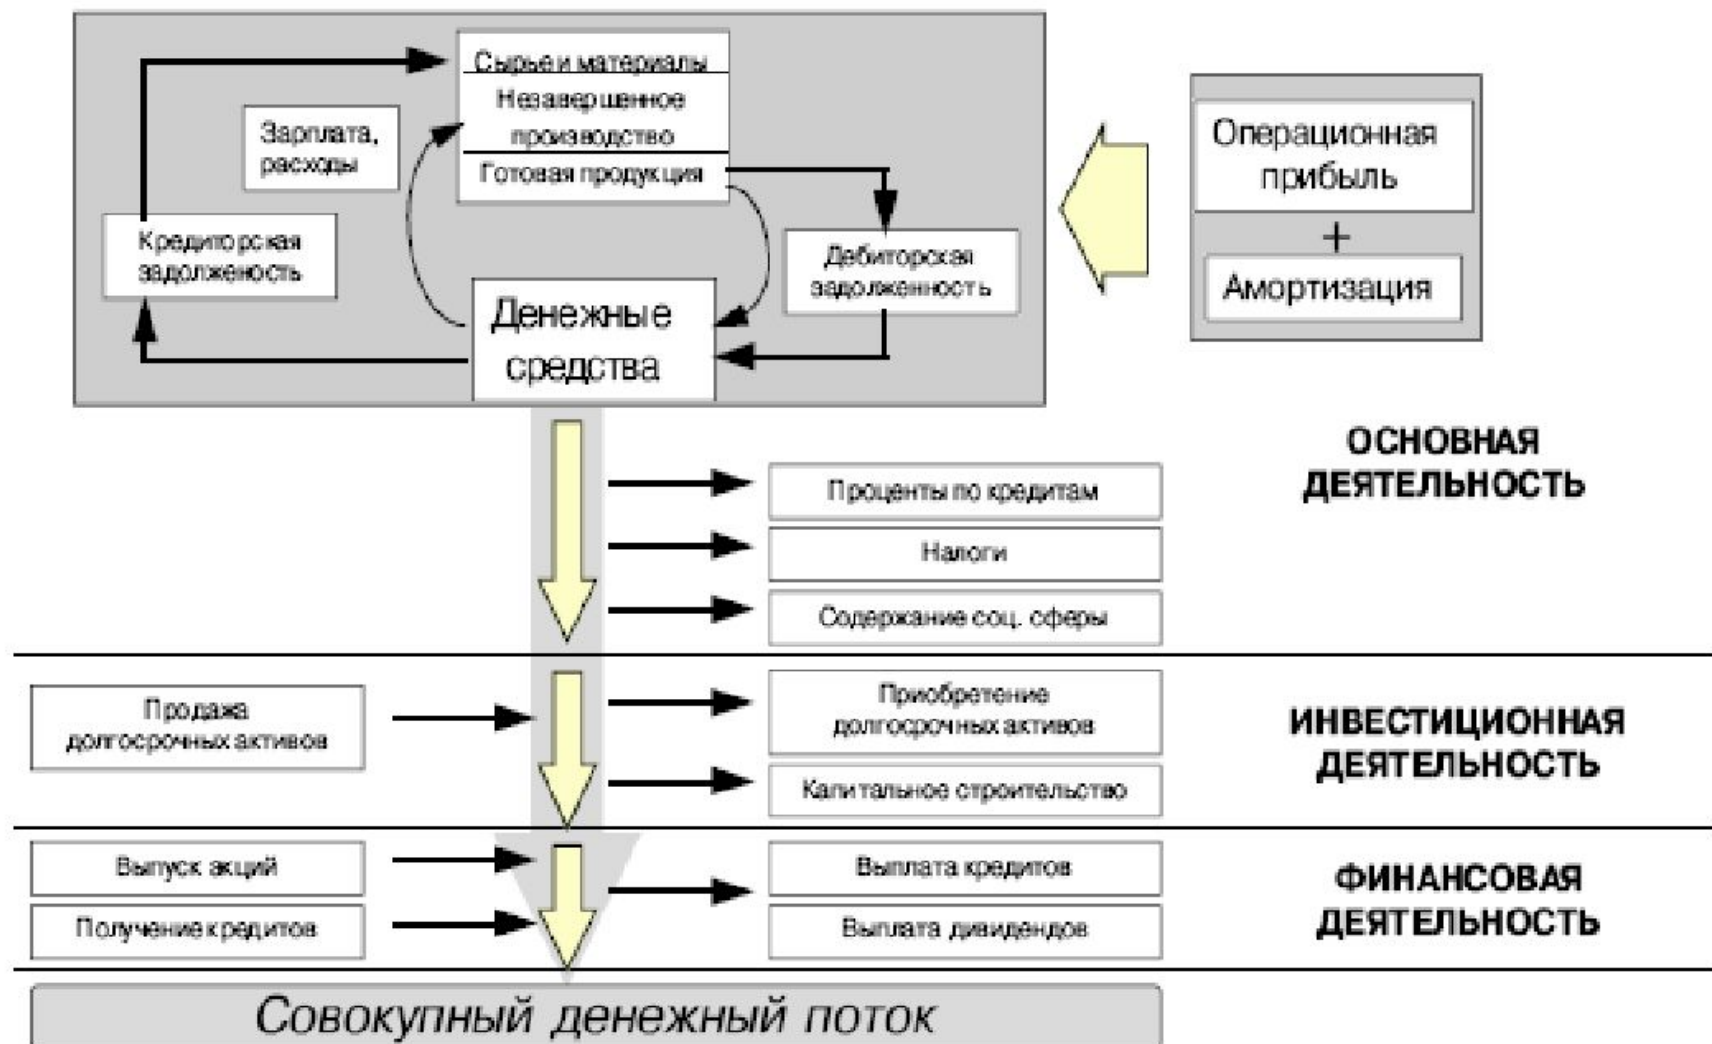 Сырье и материалы
Незавершенное
производство
Готовая продукция
Зарплата,
расходы
Кредиторская
задолженость
Дебиторская
задолженность
Денежные
средства
Операционная
прибыль
+
Амортизация
ОСНОВНАЯ
ДЕЯТЕЛЬНОСТЬ
Проценты по кредитам
Налоги
Содержание соц. сферы
Продажа
долгосрочных активов
Приобретение
долгосрочных активов
Капитальное строительство
ИНВЕСТИЦИОННАЯ
ДЕЯТЕЛЬНОСТЬ
Выпуск акций
Получение кредитов
Выплата кредитов
Выплата дивидендов
ФИНАНСОВАЯ
ДЕЯТЕЛЬНОСТЬ
Совокупный денежный поток